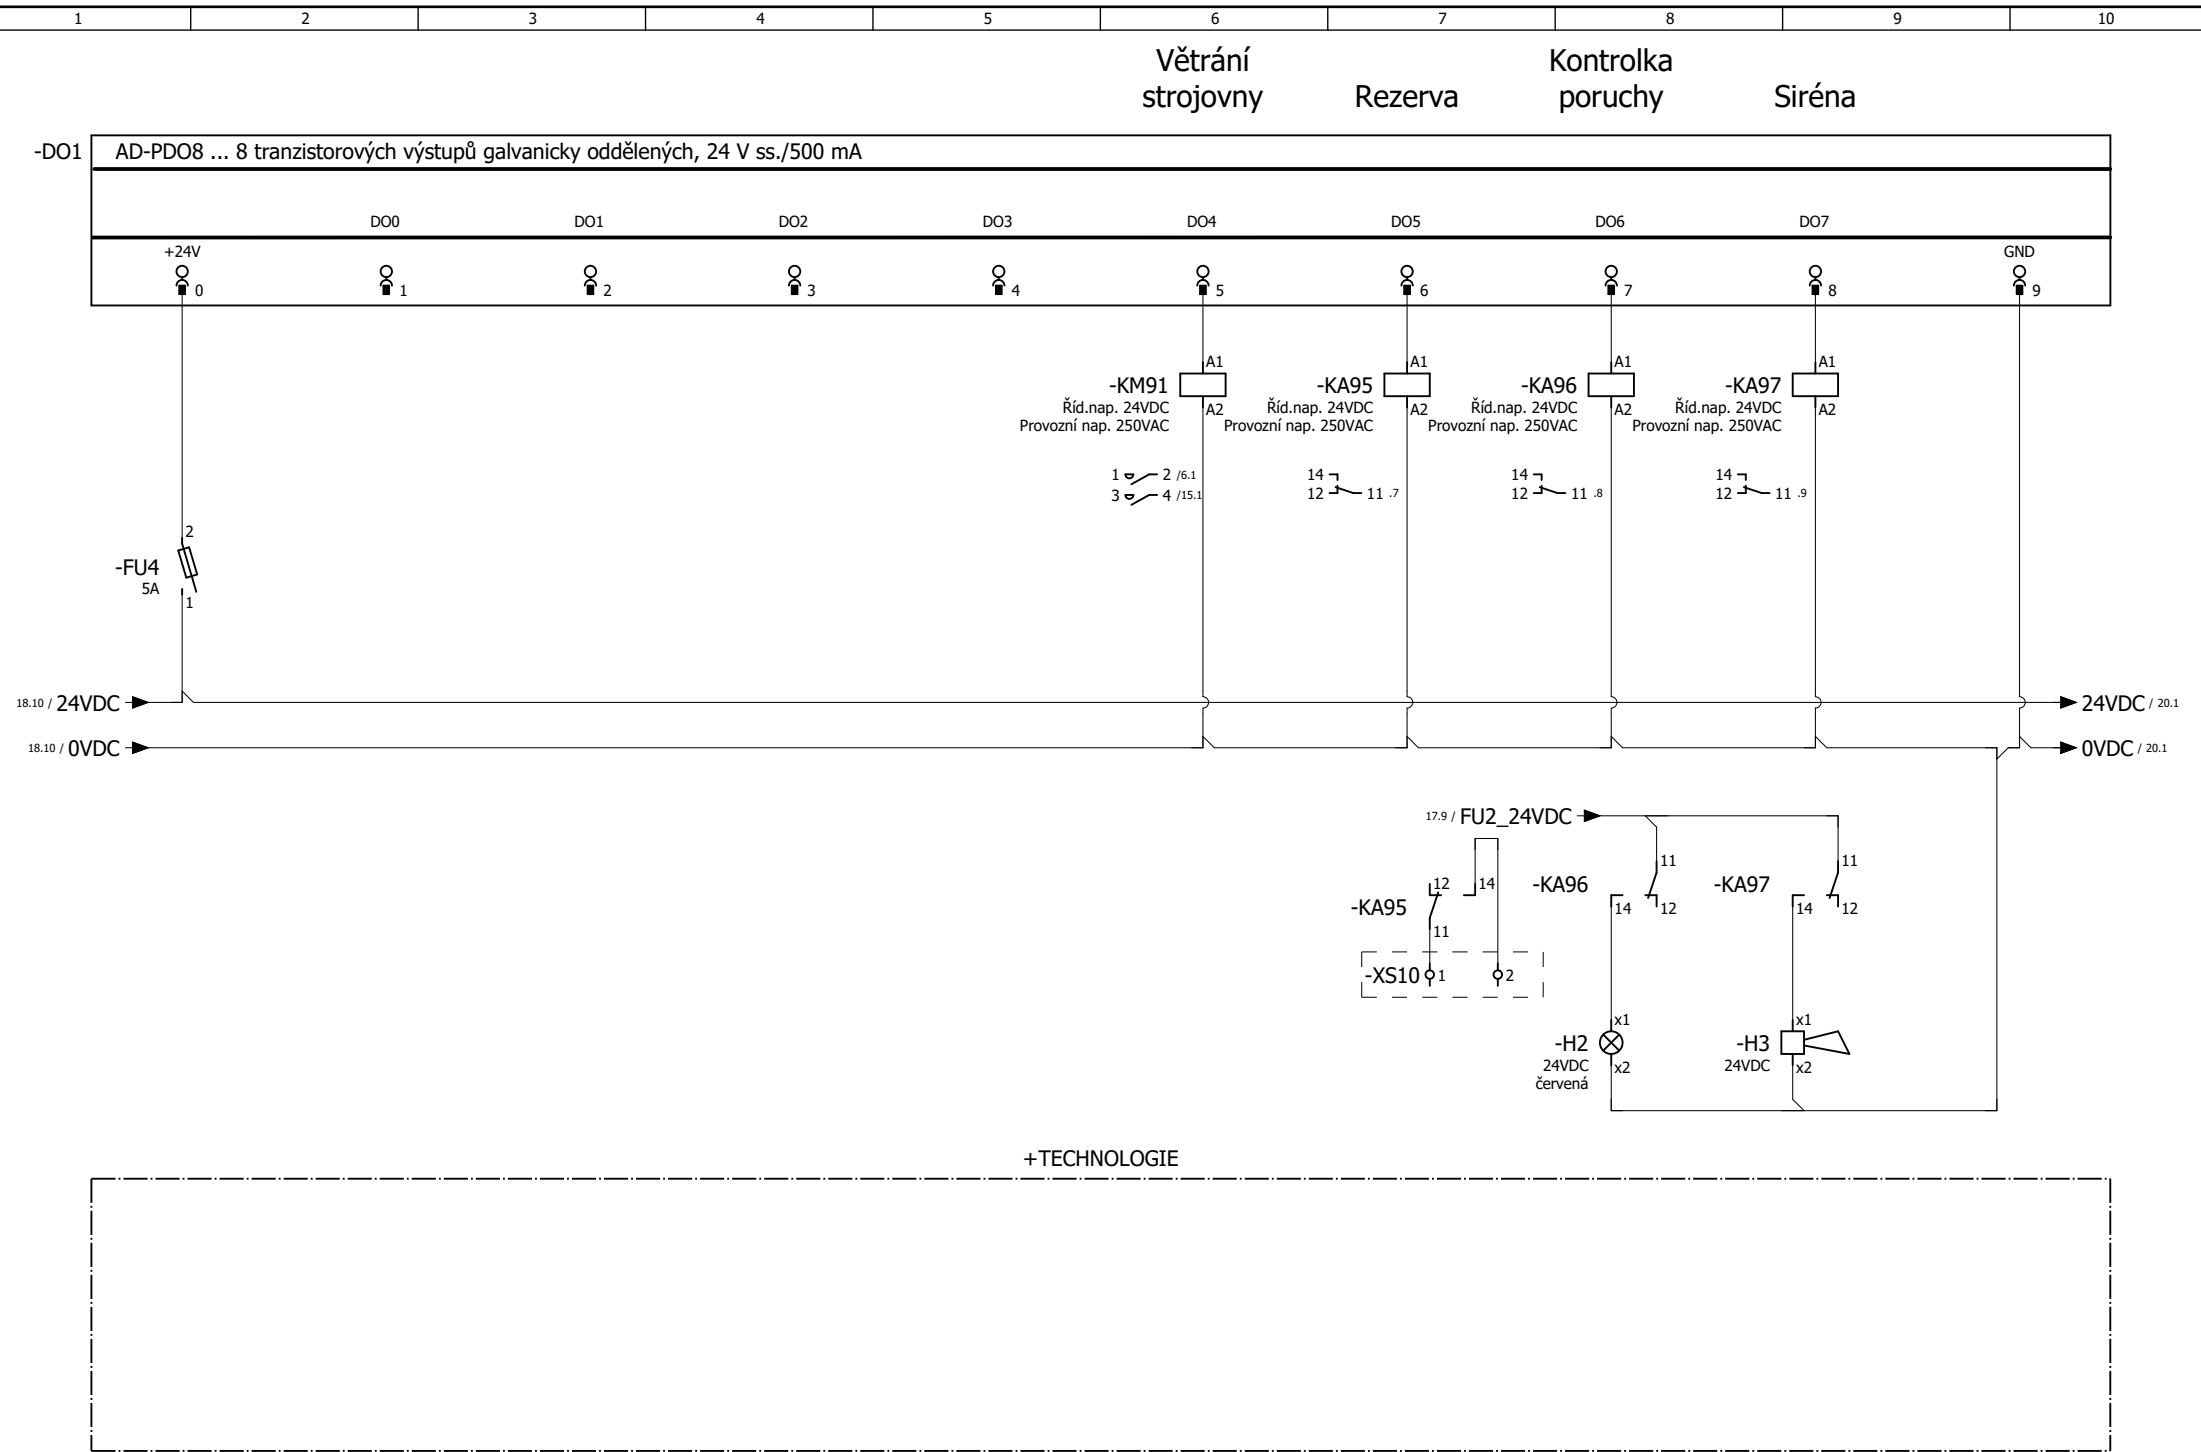 1 2 3 4 5 6 7 8 9 10
Větrání
strojovny
Rezerva
Kontrolka
poruchy
Siréna
-DO1
AD-PDO8 ... 8 tranzistorových výstupů galvanicky oddělených, 24 V ss./500 mA
DO0 DO1 DO2 DO3 DO4 DO5 DO6 DO7
+24V GND
0 1 2 3 4 5 6 7 8 9
A1 A1 A1 A1
-KM91 -KA95 -KA96 -KA97
A2 A2 A2 A2
Říd.nap. 24VDC Říd.nap. 24VDC Říd.nap. 24VDC Říd.nap. 24VDC
Provozní nap. 250VAC Provozní nap. 250VAC Provozní nap. 250VAC Provozní nap. 250VAC
1 2 /6.1 14 14 14
3 4 /15.1 12 11 .7 12 11 .8 12 11 .9
2
-FU4
5A
1
18.10 / 24VDC 24VDC / 20.1
18.10 / 0VDC 0VDC / 20.1
17.9 / FU2_24VDC
11 11
12 14 -KA96 -KA97
-KA95 14 12 14 12
11
-XS10 1 2
x1 x1
-H2 -H3
24VDC x2 24VDC x2
červená
+TECHNOLOGIE